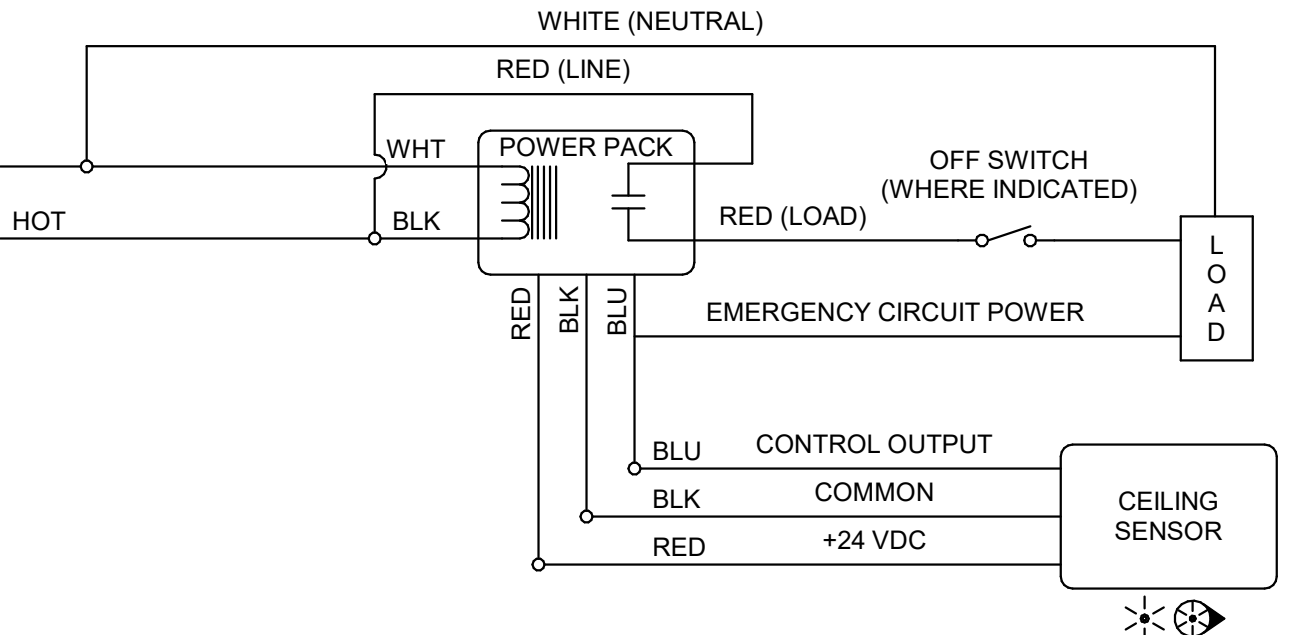 WHITE (NEUTRAL)
RED (LINE)
WHT
POWER PACK
OFF SWITCH
(WHERE INDICATED)
HOT
BLK
RED (LOAD)
LOAD
RED
BLK
BLU
EMERGENCY CIRCUIT POWER
BLU
CONTROL OUTPUT
BLK
COMMON
RED
+24 VDC
CEILING
SENSOR